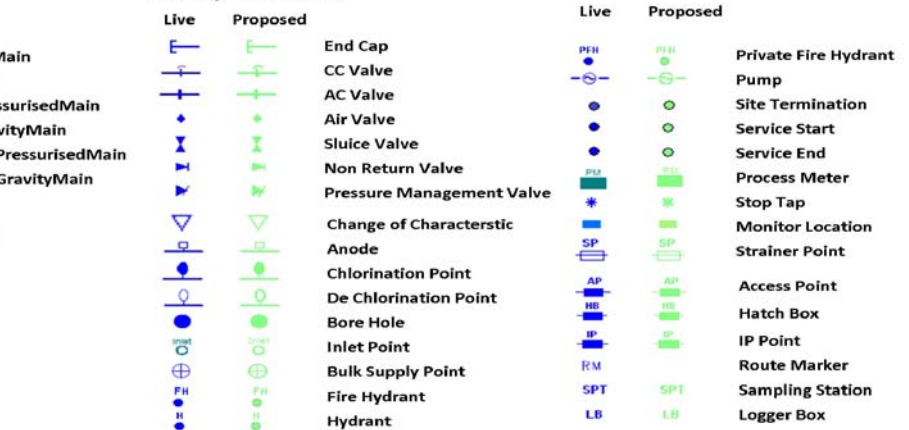 Live Proposed
Main
ssurisedMain
vityMain
PressurisedMain
GravityMain
End Cap
CC Valve
AC Valve
Air Valve
Sluice Valve
Non Return Valve
Pressure Management Valve
Change of Characterstic
Anode
Chlorination Point
De Chlorination Point
Bore Hole
Inlet Inlet Inlet Point
Bulk Supply Point
FH FH Fire Hydrant
H H Hydrant
Live Proposed
PFH PFH Private Fire Hydrant
Pump
Site Termination
Service Start
Service End
PM PM Process Meter
Stop Tap
Monitor Location
SP SP Strainer Point
AP AP Access Point
HB HB Hatch Box
IP IP IP Point
RM Route Marker
SPT SPT Sampling Station
LB LB Logger Box